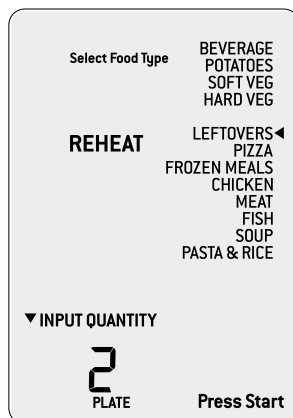 Select Food Type
BEVERAGE
POTATOES
SOFT VEG
HARD VEG
REHEAT
LEFTOVERS◄
PIZZA
FROZEN MEALS
CHICKEN
MEAT
FISH
SOUP
PASTA & RICE
▼INPUT QUANTITY
2
PLATE
Press Start